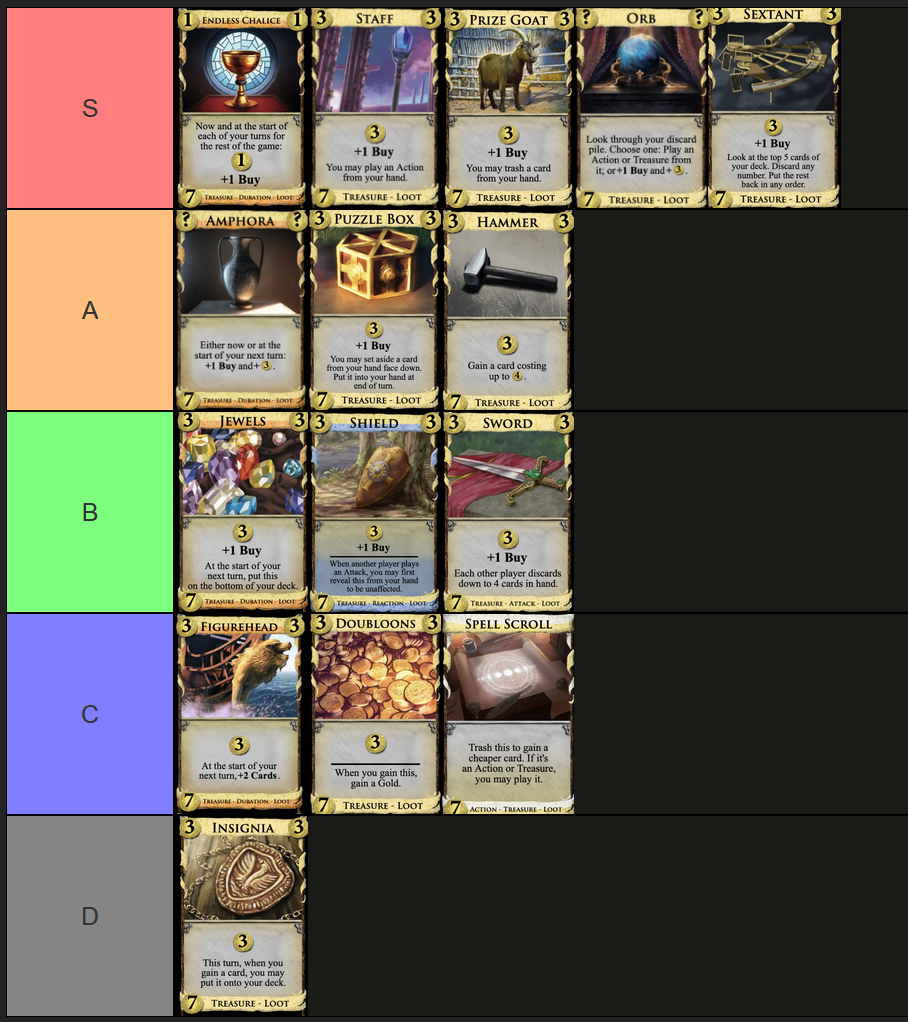 S
1 ENDLESS CHALICE 1
Now and at the start of
each of your turns for
the rest of the game:
1
+1 Buy
7 TREASURE - DURATION - LOOT
3 STAFF 3
3
+1 Buy
You may play an Action
from your hand.
7 TREASURE - LOOT
3 PRIZE GOAT 3
3
+1 Buy
You may trash a card
from your hand.
7 TREASURE - LOOT
? ORB ?
Look through your discard
pile. Choose one: Play an
Action or Treasure from
it; or +1 Buy and + 3.
7 TREASURE - LOOT
3 SEXTANT 3
3
+1 Buy
Look at the top 5 cards of
your deck. Discard any
number. Put the rest
back in any order.
7 TREASURE - LOOT
A
? AMPHORA ?
Either now or at the
start of your next turn:
+1 Buy and + 3.
7 TREASURE - DURATION - LOOT
3 PUZZLE BOX 3
3
+1 Buy
You may set aside a card
from your hand face down.
Put it into your hand at
end of turn.
7 TREASURE - LOOT
3 HAMMER 3
3
Gain a card costing
up to 4.
7 TREASURE - LOOT
B
3 JEWELS 3
3
+1 Buy
At the start of your
next turn, put this
on the bottom of your deck.
7 TREASURE - DURATION - LOOT
3 SHIELD 3
3
+1 Buy
When another player plays
an Attack, you may first
reveal this from your hand
to be unaffected.
7 TREASURE - REACTION - LOOT
3 SWORD 3
3
+1 Buy
Each other player discards
down to 4 cards in hand.
7 TREASURE - ATTACK - LOOT
C
3 FIGUREHEAD 3
3
At the start of your
next turn, +2 Cards.
7 TREASURE - DURATION - LOOT
3 DOUBLOONS 3
3
When you gain this,
gain a Gold.
7 TREASURE - LOOT
SPELL SCROLL
Trash this to gain a
cheaper card. If it's
an Action or Treasure,
you may play it.
7 ACTION - TREASURE - LOOT
D
3 INSIGNIA 3
3
This turn, when you
gain a card, you may
put it onto your deck.
7 TREASURE - LOOT